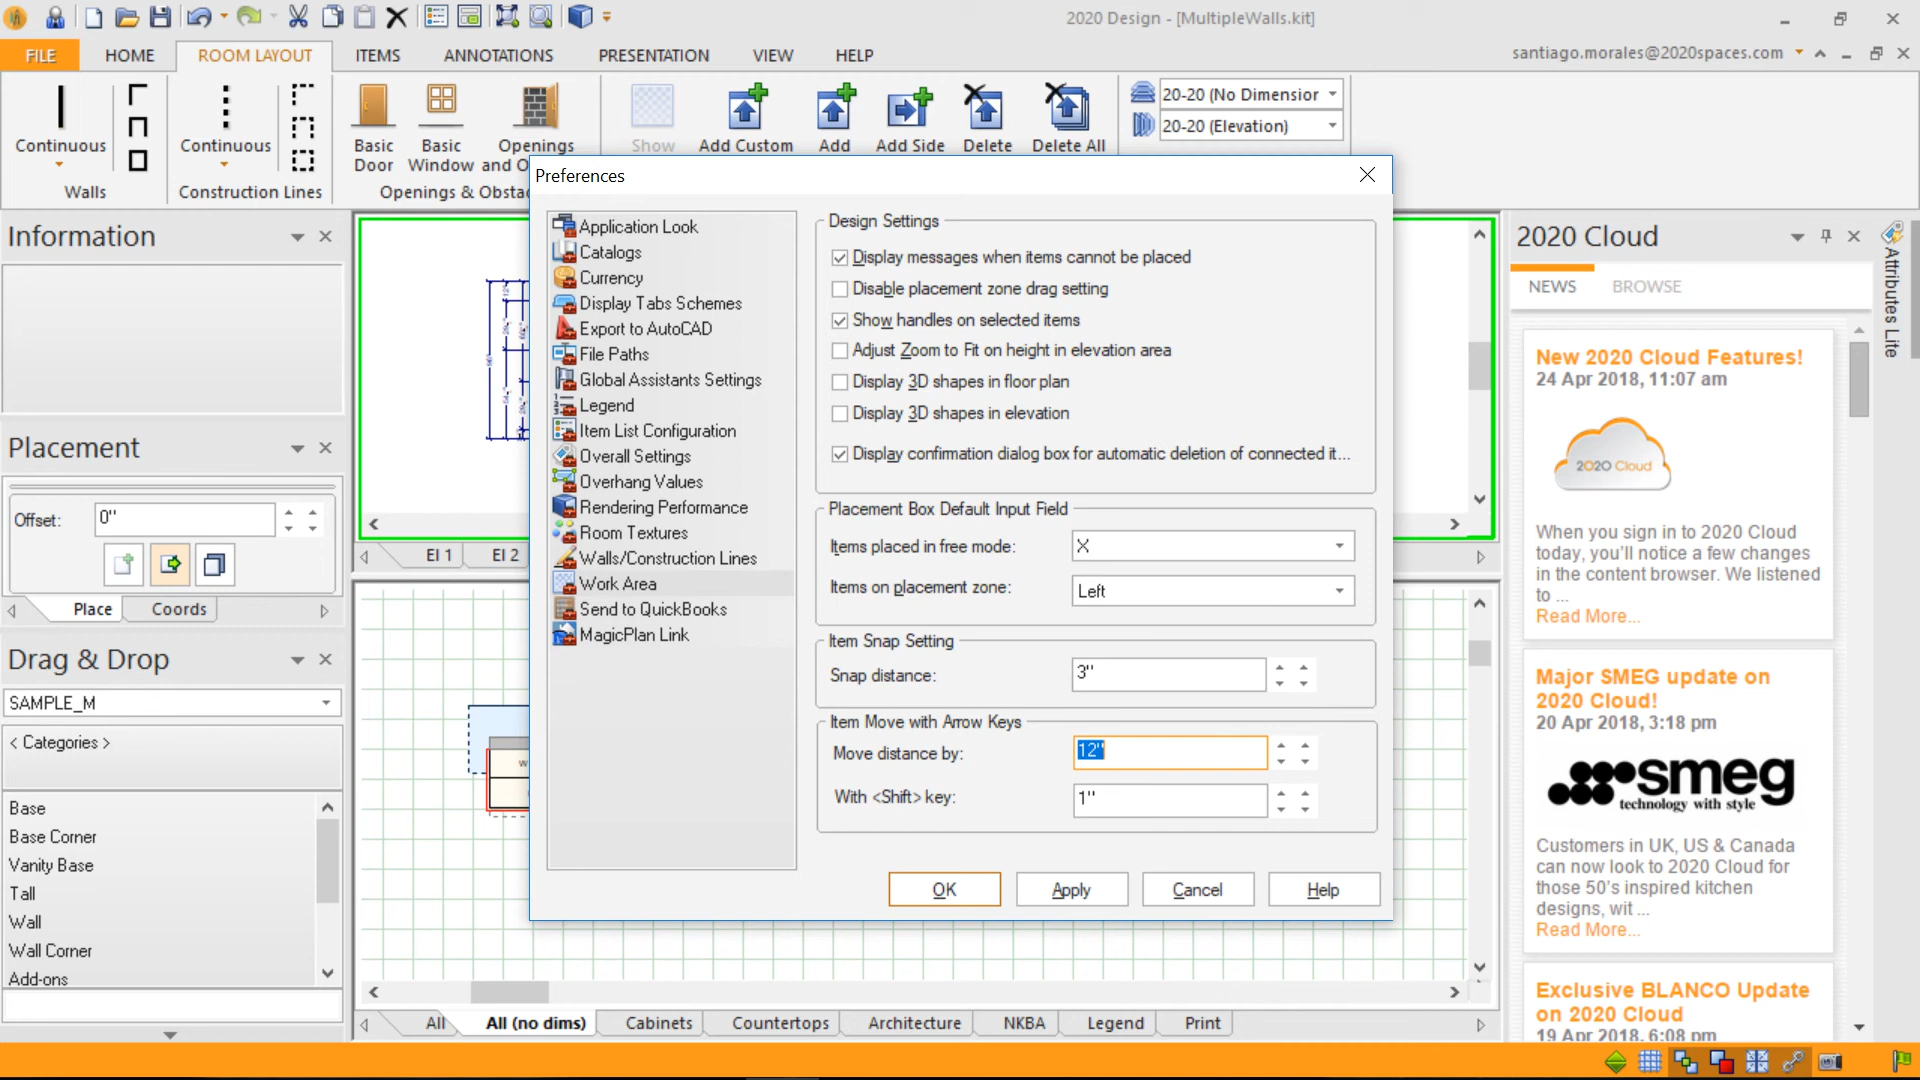 2020 Design - [MultipleWalls.kit]
FILE
HOME
ROOM LAYOUT
ITEMS
ANNOTATIONS
PRESENTATION
VIEW
HELP
santiago.morales@2020spaces.com
Continuous
Walls
Continuous
Construction Lines
Basic
Door
Basic
Window
Openings
and O
Openings & Obsta
Show
Add Custom
Add
Add Side
Delete
Delete All
20-20 (No Dimensior
20-20 (Elevation)
Information
Placement
Offset:
0"
Place
Coords
Drag & Drop
SAMPLE_M
< Categories >
Base
Base Corner
Vanity Base
Tall
Wall
Wall Corner
Add-ons
El 1
El 2
Preferences
Application Look
Catalogs
Currency
Display Tabs Schemes
Export to AutoCAD
File Paths
Global Assistants Settings
Legend
Item List Configuration
Overall Settings
Overhang Values
Rendering Performance
Room Textures
Walls/Construction Lines
Work Area
Send to QuickBooks
MagicPlan Link
Design Settings
Display messages when items cannot be placed
Disable placement zone drag setting
Show handles on selected items
Adjust Zoom to Fit on height in elevation area
Display 3D shapes in floor plan
Display 3D shapes in elevation
Display confirmation dialog box for automatic deletion of connected it...
Placement Box Default Input Field
Items placed in free mode:
X
Items on placement zone:
Left
Item Snap Setting
Snap distance:
3"
Item Move with Arrow Keys
Move distance by:
12"
With <Shift> key:
1"
OK
Apply
Cancel
Help
All
All (no dims)
Cabinets
Countertops
Architecture
NKBA
Legend
Print
2020 Cloud
NEWS
BROWSE
New 2020 Cloud Features!
24 Apr 2018, 11:07 am
2020 Cloud
When you sign in to 2020 Cloud
today, you'll notice a few changes
in the content browser. We listened
to ...
Read More...
Major SMEG update on
2020 Cloud!
20 Apr 2018, 3:18 pm
smeg
technology with style
Customers in UK, US & Canada
can now look to 2020 Cloud for
those 50's inspired kitchen
designs, wit ...
Read More...
Exclusive BLANCO Update
on 2020 Cloud
19 Apr 2018, 6:08 pm
Attributes Lite